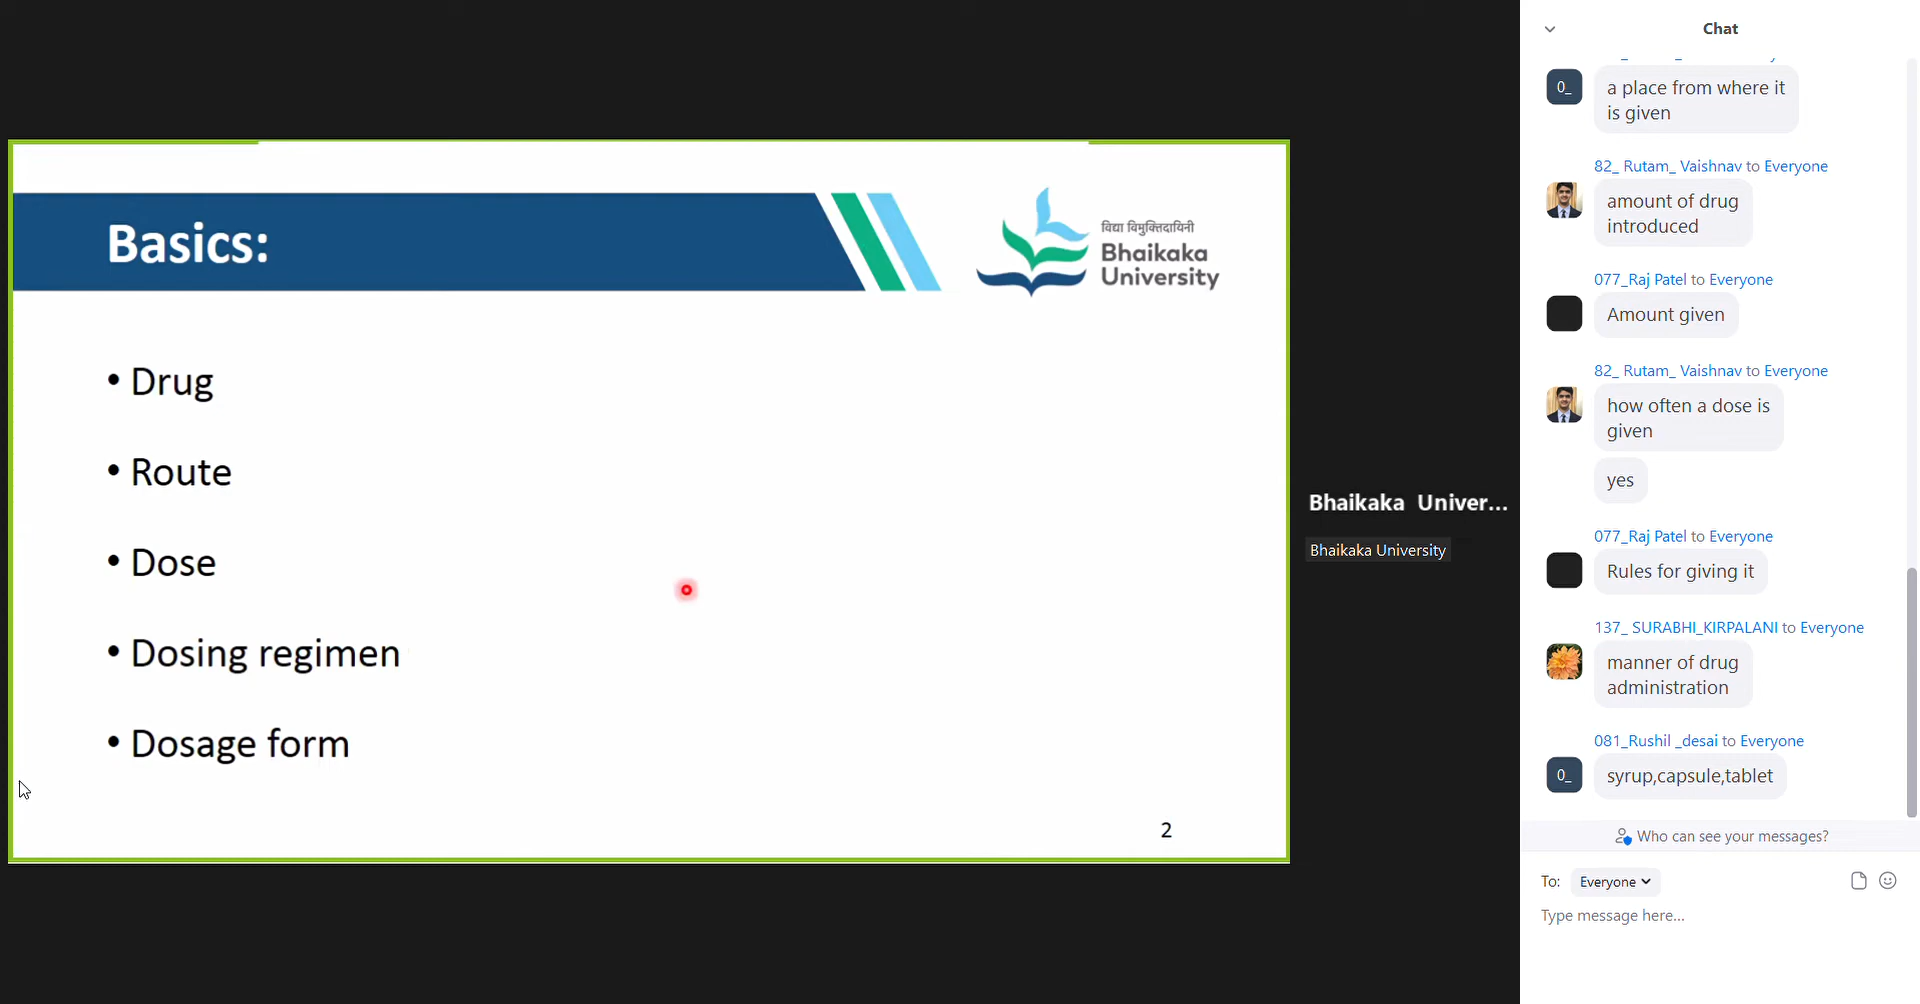 Basics:
विद्या विमुक्तिदायिनी
Bhaikaka
University
• Drug
• Route
• Dose
• Dosing regimen
• Dosage form
2
Bhaikaka Univer...
Bhaikaka University
Chat
0_
a place from where it
is given
82_ Rutam_ Vaishnav to Everyone
amount of drug
introduced
077_Raj Patel to Everyone
Amount given
82_ Rutam_ Vaishnav to Everyone
how often a dose is
given
yes
077_Raj Patel to Everyone
Rules for giving it
137_ SURABHI_KIRPALANI to Everyone
manner of drug
administration
081_Rushil _desai to Everyone
0_
syrup,capsule,tablet
Who can see your messages?
To: Everyone
Type message here...